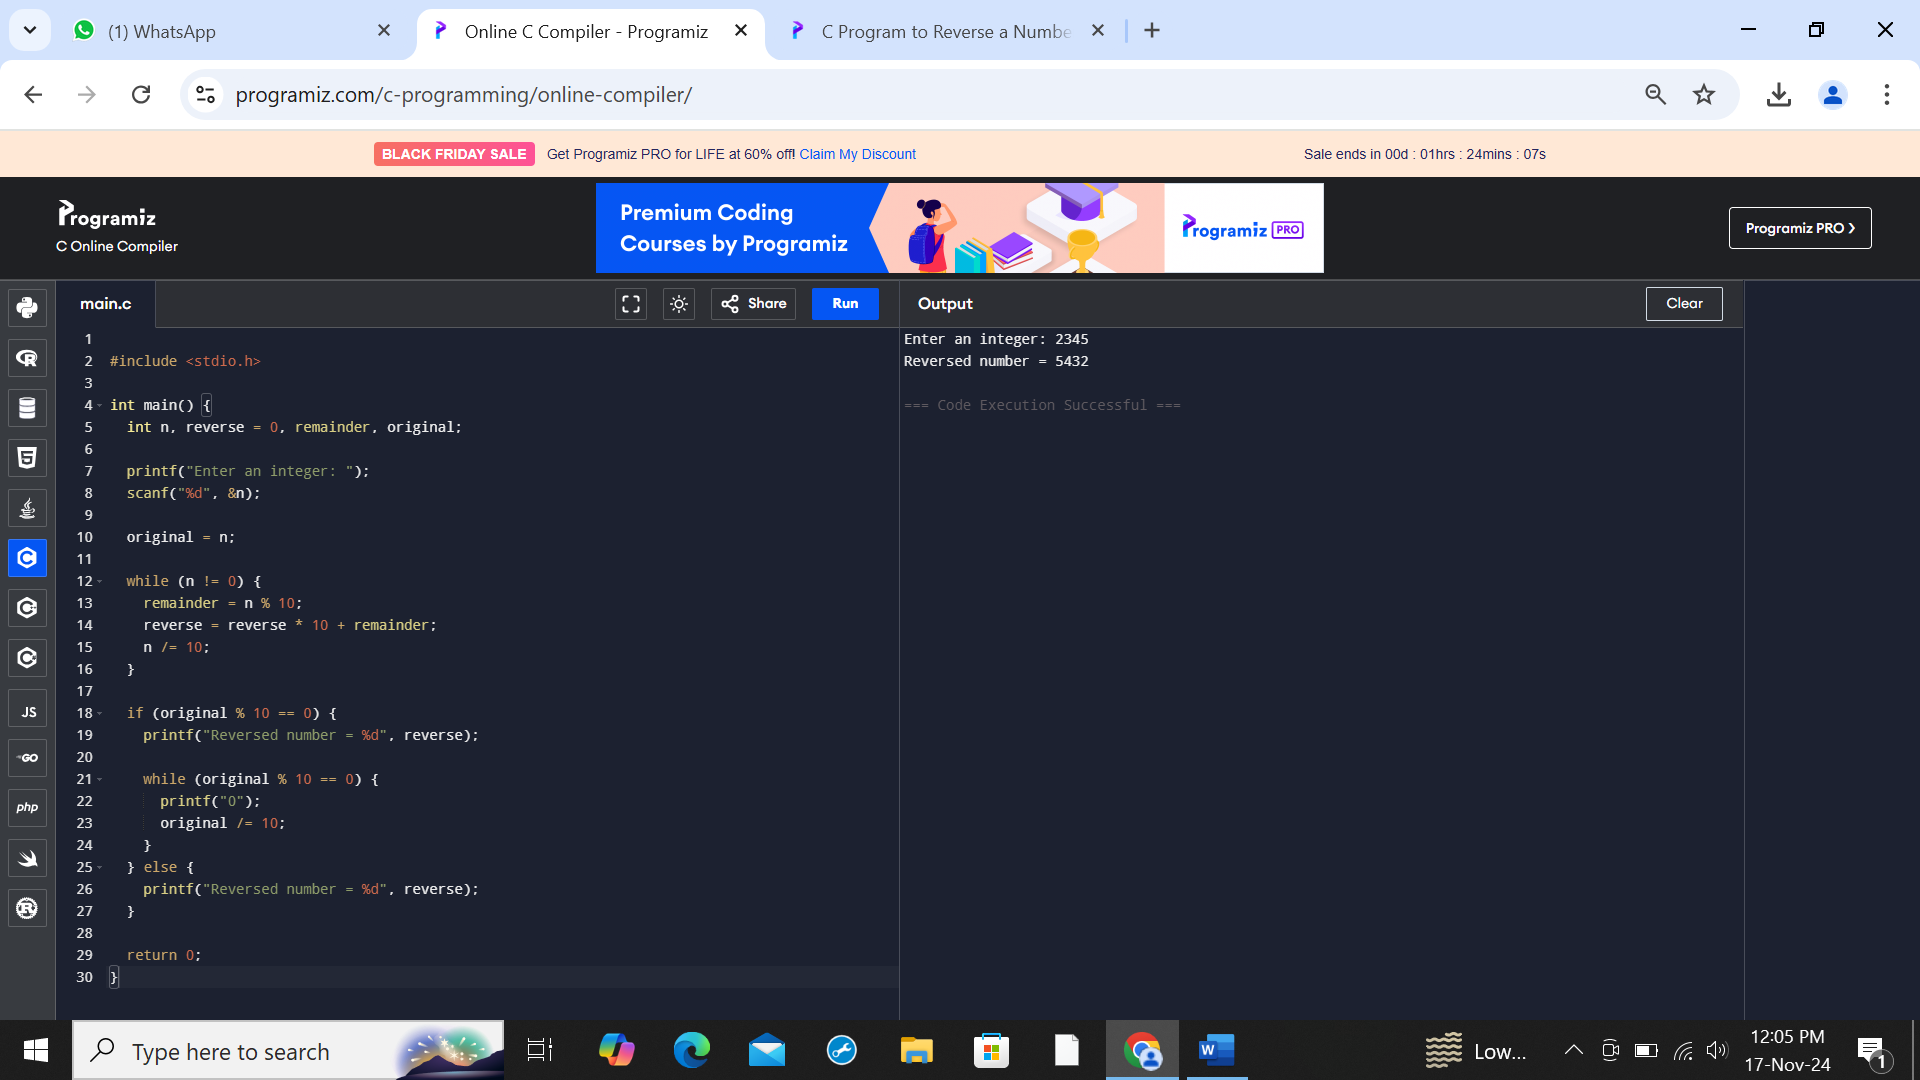 (1) WhatsApp
Online C Compiler - Programiz
C Program to Reverse a Numbe
programiz.com/c-programming/online-compiler/
BLACK FRIDAY SALE Get Programiz PRO for LIFE at 60% off! Claim My Discount
Sale ends in 00d : 01hrs : 24mins : 07s
Programiz
C Online Compiler
Premium Coding
Courses by Programiz
Programiz PRO
Programiz PRO
main.c
Share
Run
Output
Clear
1
2 #include <stdio.h>
3
4 int main() {
5 int n, reverse = 0, remainder, original;
6
7 printf("Enter an integer: ");
8 scanf("%d", &n);
9
10 original = n;
11
12 while (n != 0) {
13 remainder = n % 10;
14 reverse = reverse * 10 + remainder;
15 n /= 10;
16 }
17
18 if (original % 10 == 0) {
19 printf("Reversed number = %d", reverse);
20
21 while (original % 10 == 0) {
22 printf("0");
23 original /= 10;
24 }
25 } else {
26 printf("Reversed number = %d", reverse);
27 }
28
29 return 0;
30 }
Enter an integer: 2345
Reversed number = 5432
=== Code Execution Successful ===
JS
GO
php
Type here to search
W
Low...
12:05 PM
17-Nov-24
1